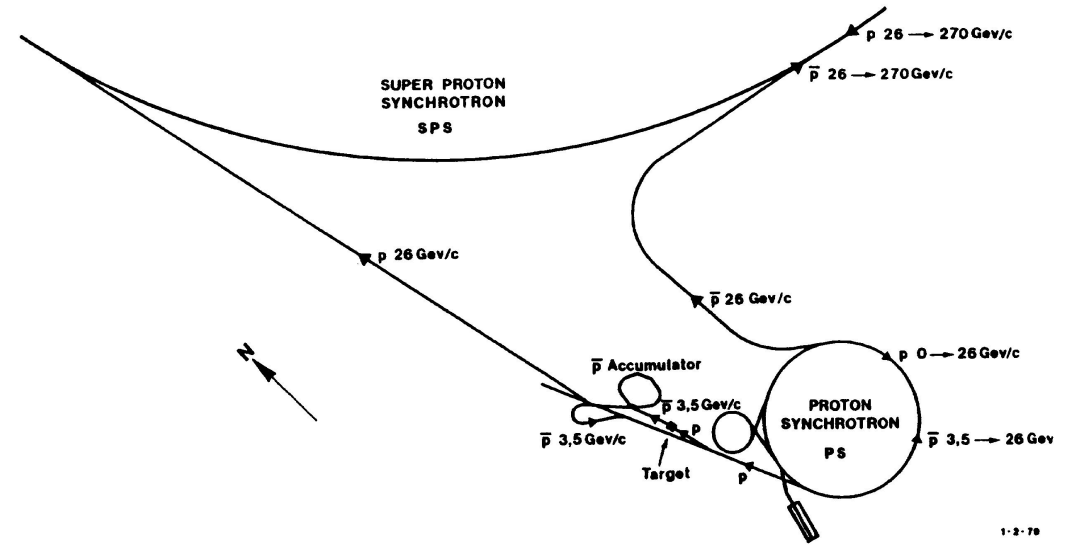 p 26 → 270 Gev/c
p̅ 26 → 270 Gev/c
SUPER PROTON
SYNCHROTRON
SPS
p 26 Gev/c
p̅ 26 Gev/c
N
p 0 → 26 Gev/c
p̅ Accumulator
p̅ 3,5 Gev/c
PROTON
SYNCHROTRON
PS
p
p̅ 3,5 Gev/c
p̅ 3,5 → 26 Gev
Target
p
1-2-79